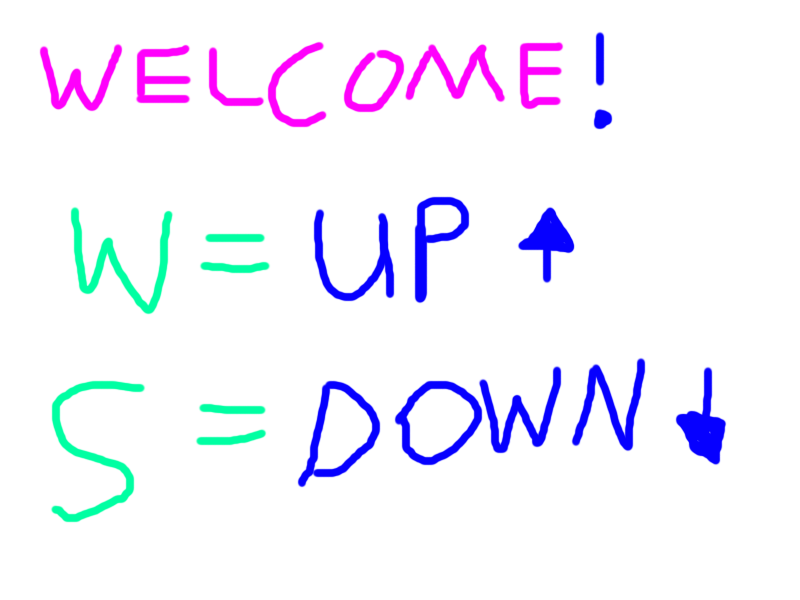 WELCOME!
W = UP ↑
S = DOWN ↓